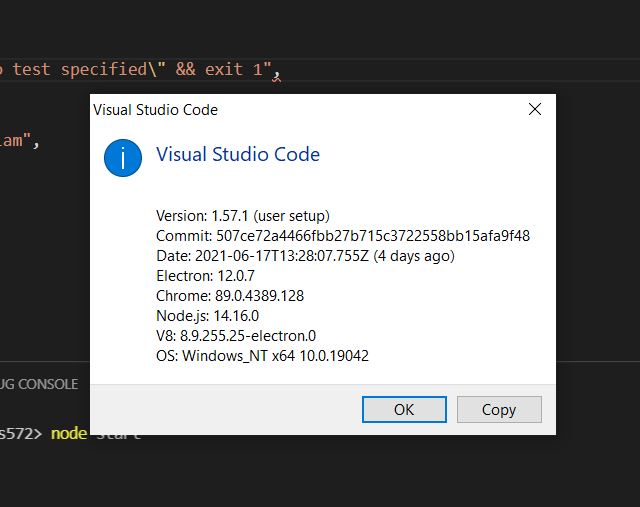 test specified\" && exit 1",
am",
Visual Studio Code
Visual Studio Code
Version: 1.57.1 (user setup)
Commit: 507ce72a4466fbb27b715c3722558bb15afa9f48
Date: 2021-06-17T13:28:07.755Z (4 days ago)
Electron: 12.0.7
Chrome: 89.0.4389.128
Node.js: 14.16.0
V8: 8.9.255.25-electron.0
OS: Windows_NT x64 10.0.19042
UG CONSOLE
OK Copy
s572> node start